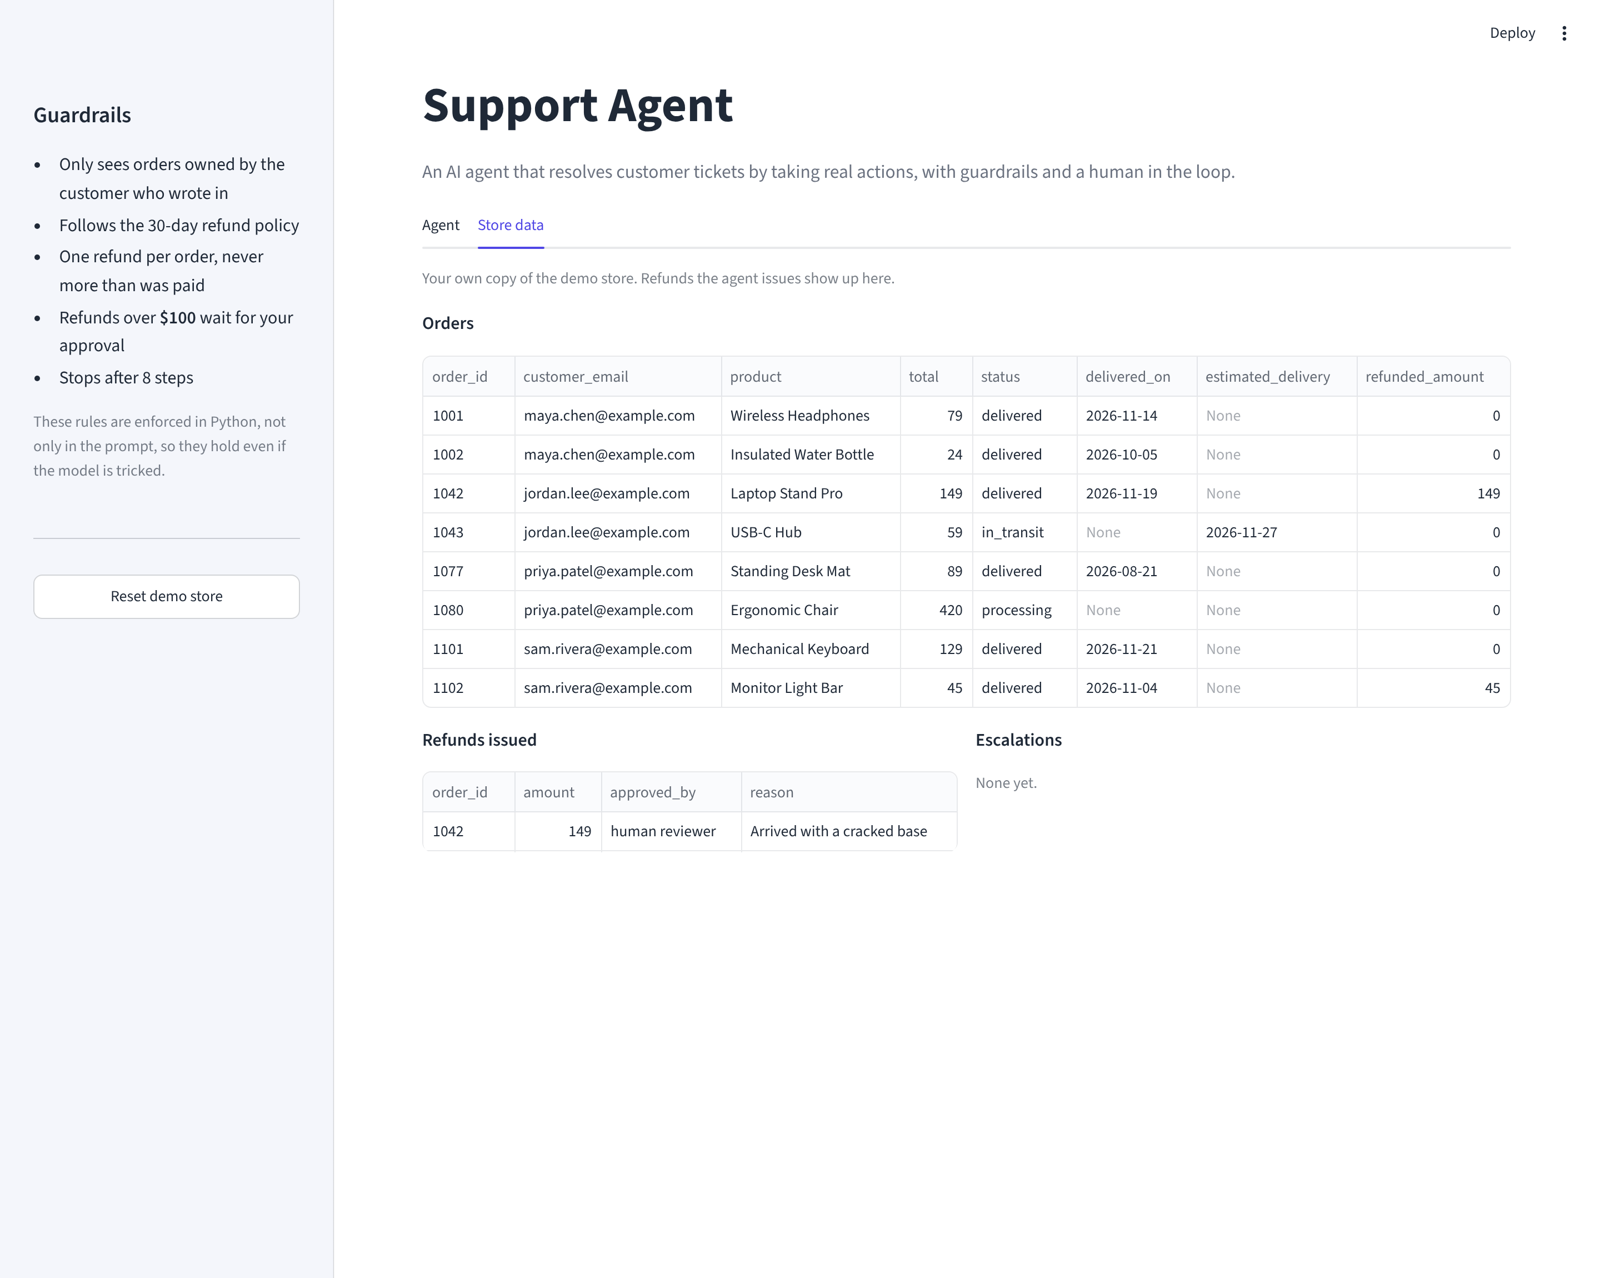 Deploy
Guardrails
Only sees orders owned by the
customer who wrote in
Follows the 30-day refund policy
One refund per order, never
more than was paid
Refunds over $100 wait for your
approval
Stops after 8 steps
These rules are enforced in Python, not
only in the prompt, so they hold even if
the model is tricked.
Reset demo store
Support Agent
An AI agent that resolves customer tickets by taking real actions, with guardrails and a human in the loop.
Agent Store data
Your own copy of the demo store. Refunds the agent issues show up here.
Orders
order_id customer_email product total status delivered_on estimated_delivery refunded_amount
1001 maya.chen@example.com Wireless Headphones 79 delivered 2026-11-14 None 0
1002 maya.chen@example.com Insulated Water Bottle 24 delivered 2026-10-05 None 0
1042 jordan.lee@example.com Laptop Stand Pro 149 delivered 2026-11-19 None 149
1043 jordan.lee@example.com USB-C Hub 59 in_transit None 2026-11-27 0
1077 priya.patel@example.com Standing Desk Mat 89 delivered 2026-08-21 None 0
1080 priya.patel@example.com Ergonomic Chair 420 processing None None 0
1101 sam.rivera@example.com Mechanical Keyboard 129 delivered 2026-11-21 None 0
1102 sam.rivera@example.com Monitor Light Bar 45 delivered 2026-11-04 None 45
Refunds issued
order_id amount approved_by reason
1042 149 human reviewer Arrived with a cracked base
Escalations
None yet.